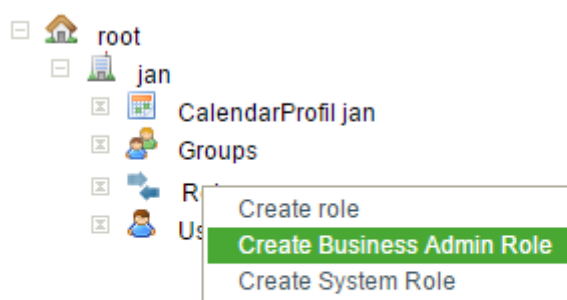 root
jan
CalendarProfil jan
Groups
Create role
Create Business Admin Role
Create System Role